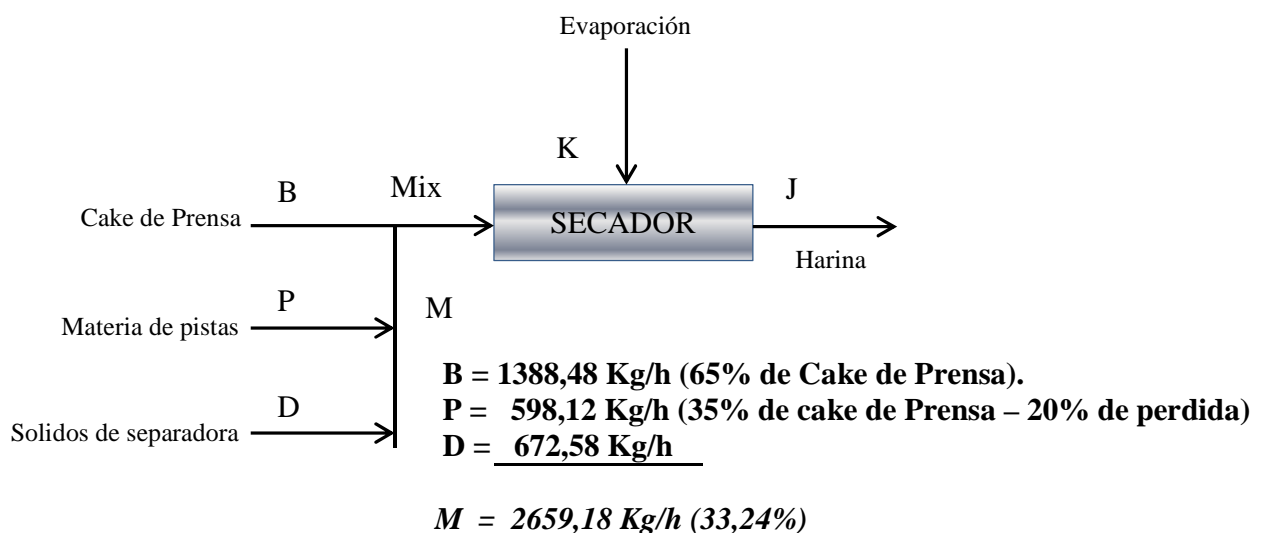 Evaporación
K
B
Mix
J
Cake de Prensa
SECADOR
Harina
P
M
Materia de pistas
B = 1388,48 Kg/h (65% de Cake de Prensa).
P = 598,12 Kg/h (35% de cake de Prensa – 20% de perdida)
D
D = 672,58 Kg/h
Solidos de separadora
M = 2659,18 Kg/h (33,24%)